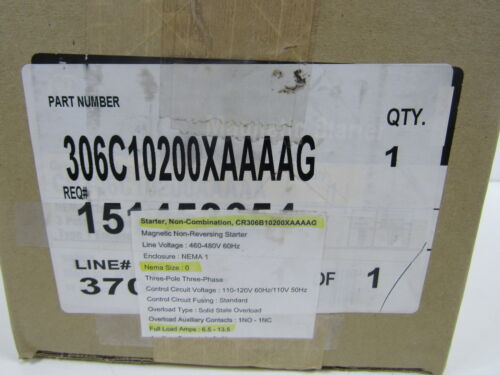 PART NUMBER
QTY.
306C10200XAAAAG
1
REQ#
Starter, Non-Combination, CR306B10200XAAAAG
Magnetic Non-Reversing Starter
Line Voltage : 460-480V 60Hz
Enclosure : NEMA 1
Nema Size : 0
Three-Pole Three-Phase
Control Circuit Voltage : 110-120V 60Hz/110V 50Hz
Control Circuit Fusing : Standard
Overload Type : Solid State Overload
Overload Auxiliary Contacts : 1NO - 1NC
Full Load Amps : 6.5 - 13.5
LINE#
370
OF
1